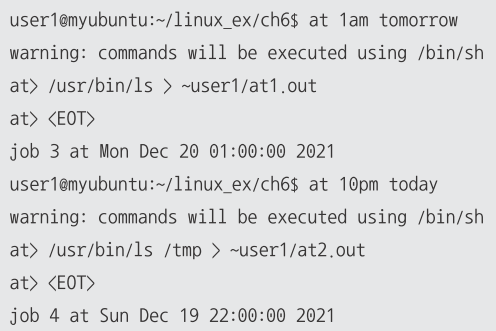 user1@myubuntu:~/linux_ex/ch6$ at 1am tomorrow
warning: commands will be executed using /bin/sh
at> /usr/bin/ls > ~user1/at1.out
at> <EOT>
job 3 at Mon Dec 20 01:00:00 2021
user1@myubuntu:~/linux_ex/ch6$ at 10pm today
warning: commands will be executed using /bin/sh
at> /usr/bin/ls /tmp > ~user1/at2.out
at> <EOT>
job 4 at Sun Dec 19 22:00:00 2021